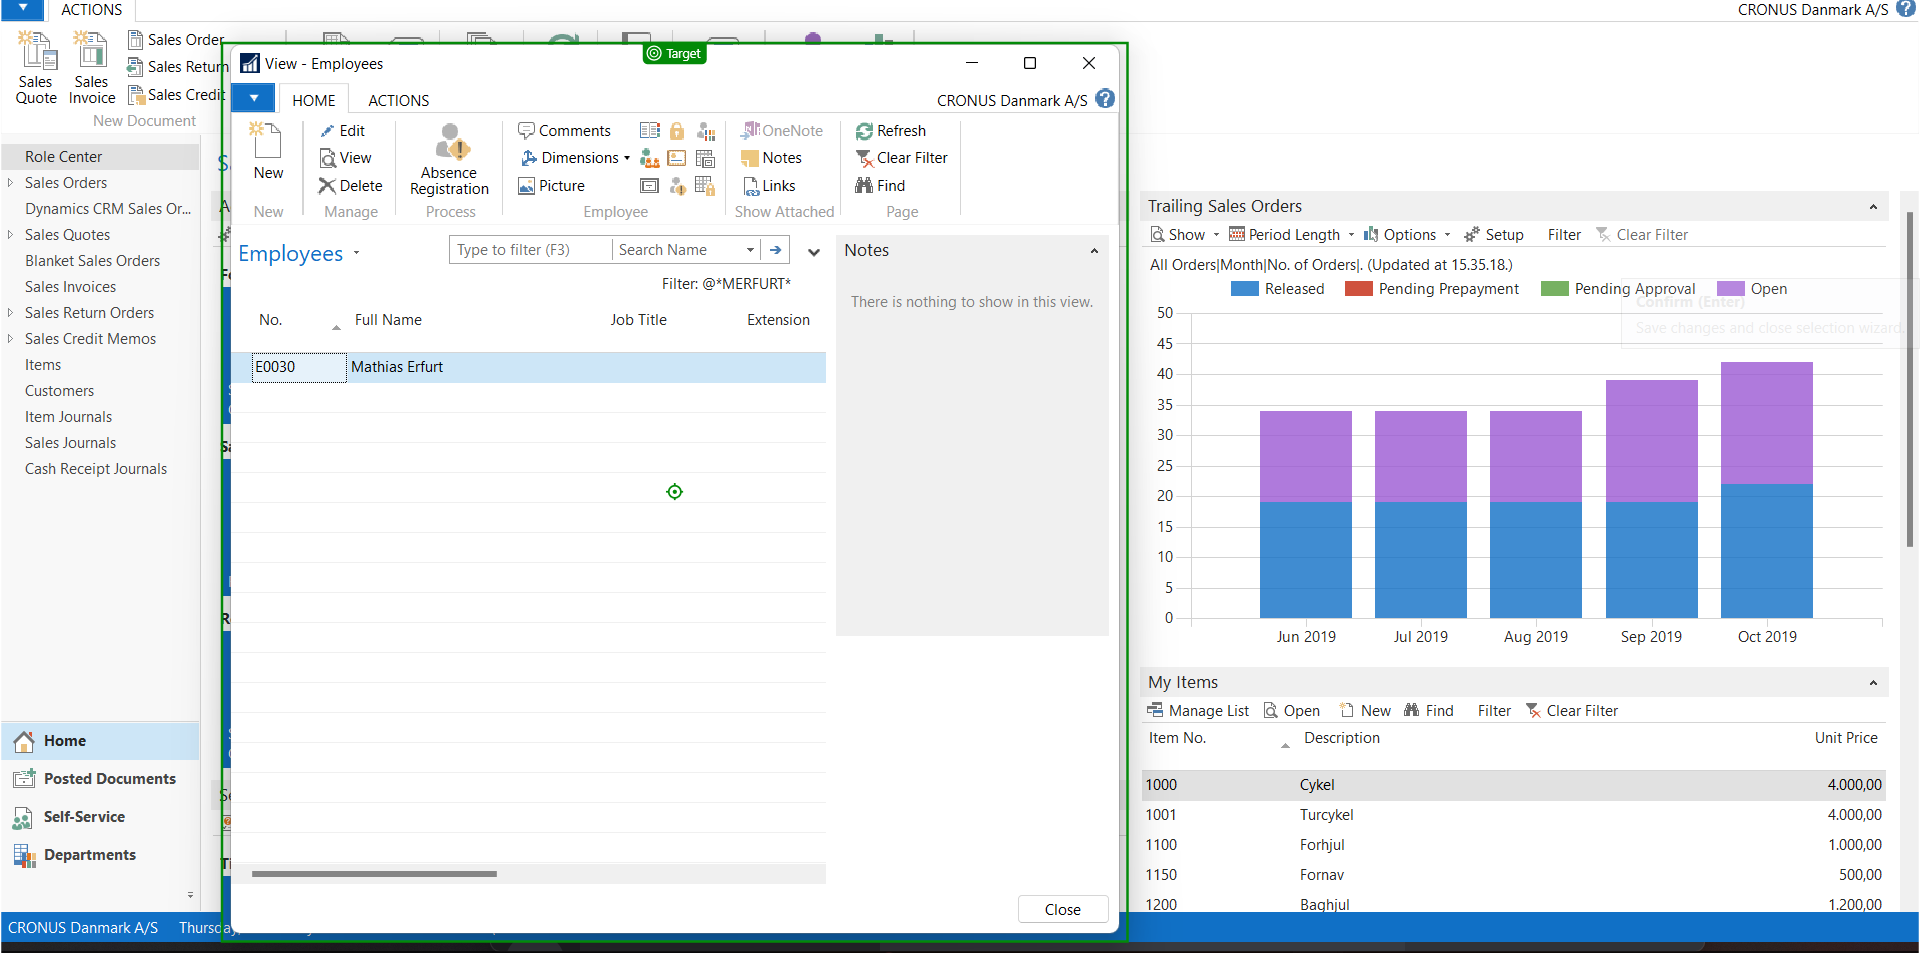 ACTIONS
CRONUS Danmark A/S
Sales Quote
Sales Invoice
Sales Order
Sales Return
Sales Credit
New Document
Target
View - Employees
HOME
ACTIONS
CRONUS Danmark A/S
New
Edit
View
Delete
Absence Registration
Comments
Dimensions
Picture
OneNote
Notes
Links
Refresh
Clear Filter
Find
New
Manage
Process
Employee
Show Attached
Page
Role Center
Sales Orders
Dynamics CRM Sales Or...
Sales Quotes
Blanket Sales Orders
Sales Invoices
Sales Return Orders
Sales Credit Memos
Items
Customers
Item Journals
Sales Journals
Cash Receipt Journals
Home
Posted Documents
Self-Service
Departments
Employees
Type to filter (F3)
Search Name
Filter: @*MERFURT*
No.
Full Name
Job Title
Extension
E0030
Mathias Erfurt
Notes
There is nothing to show in this view.
Close
Trailing Sales Orders
Show
Period Length
Options
Setup
Filter
Clear Filter
All Orders|Month|No. of Orders|. (Updated at 15.35.18.)
Released
Pending Prepayment
Pending Approval
Open
Confirm (Enter)
Save changes and close selection wizard.
50
45
40
35
30
25
20
15
10
5
0
Jun 2019
Jul 2019
Aug 2019
Sep 2019
Oct 2019
My Items
Manage List
Open
New
Find
Filter
Clear Filter
Item No.
Description
Unit Price
1000
Cykel
4.000,00
1001
Turcykel
4.000,00
1100
Forhjul
1.000,00
1150
Fornav
500,00
1200
Baghjul
1.200,00
CRONUS Danmark A/S
Thursday,